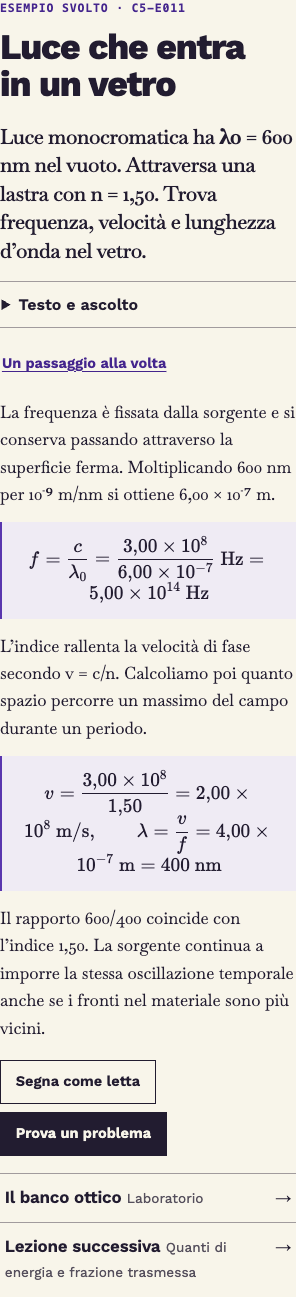 ESEMPIO SVOLTO · C5-E011
Luce che entra
in un vetro
Luce monocromatica ha λ0 = 600
nm nel vuoto. Attraversa una
lastra con n = 1,50. Trova
frequenza, velocità e lunghezza
d’onda nel vetro.
▶ Testo e ascolto
Un passaggio alla volta
La frequenza è fissata dalla sorgente e si
conserva passando attraverso la
superficie ferma. Moltiplicando 600 nm
per 10⁻⁹ m/nm si ottiene 6,00 × 10⁻⁷ m.
f = c/λ₀ = (3,00 × 10⁸)/(6,00 × 10⁻⁷) Hz =
5,00 × 10¹⁴ Hz
L’indice rallenta la velocità di fase
secondo v = c/n. Calcoliamo poi quanto
spazio percorre un massimo del campo
durante un periodo.
v = (3,00 × 10⁸)/1,50 = 2,00 ×
10⁸ m/s, λ = v/f = 4,00 ×
10⁻⁷ m = 400 nm
Il rapporto 600/400 coincide con
l’indice 1,50. La sorgente continua a
imporre la stessa oscillazione temporale
anche se i fronti nel materiale sono più
vicini.
Segna come letta
Prova un problema
Il banco ottico Laboratorio →
Lezione successiva Quanti di →
energia e frazione trasmessa